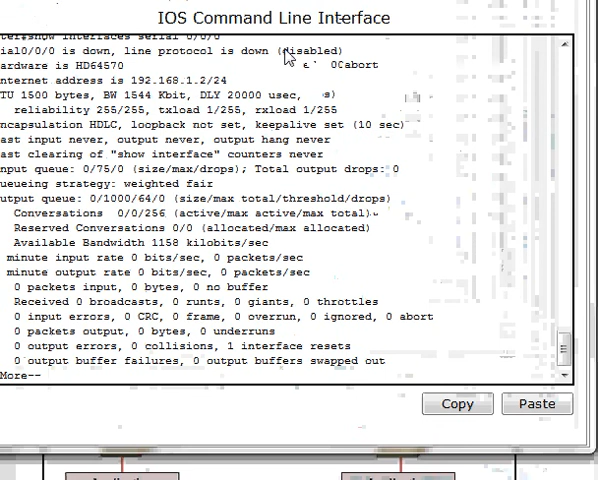 IOS Command Line Interface
ter#show interfaces serial 0/0/0
ial0/0/0 is down, line protocol is down (disabled)
ardware is HD64570
0Cabort
nternet address is 192.168.1.2/24
TU 1500 bytes, BW 1544 Kbit, DLY 20000 usec,
reliability 255/255, txload 1/255, rxload 1/255
ncapsulation HDLC, loopback not set, keepalive set (10 sec)
ast input never, output never, output hang never
ast clearing of "show interface" counters never
nput queue: 0/75/0 (size/max/drops); Total output drops: 0
ueueing strategy: weighted fair
utput queue: 0/1000/64/0 (size/max total/threshold/drops)
Conversations 0/0/256 (active/max active/max total)
Reserved Conversations 0/0 (allocated/max allocated)
Available Bandwidth 1158 kilobits/sec
minute input rate 0 bits/sec, 0 packets/sec
minute output rate 0 bits/sec, 0 packets/sec
0 packets input, 0 bytes, 0 no buffer
Received 0 broadcasts, 0 runts, 0 giants, 0 throttles
0 input errors, 0 CRC, 0 frame, 0 overrun, 0 ignored, 0 abort
0 packets output, 0 bytes, 0 underruns
0 output errors, 0 collisions, 1 interface resets
0 output buffer failures, 0 output buffers swapped out
More--
Copy
Paste